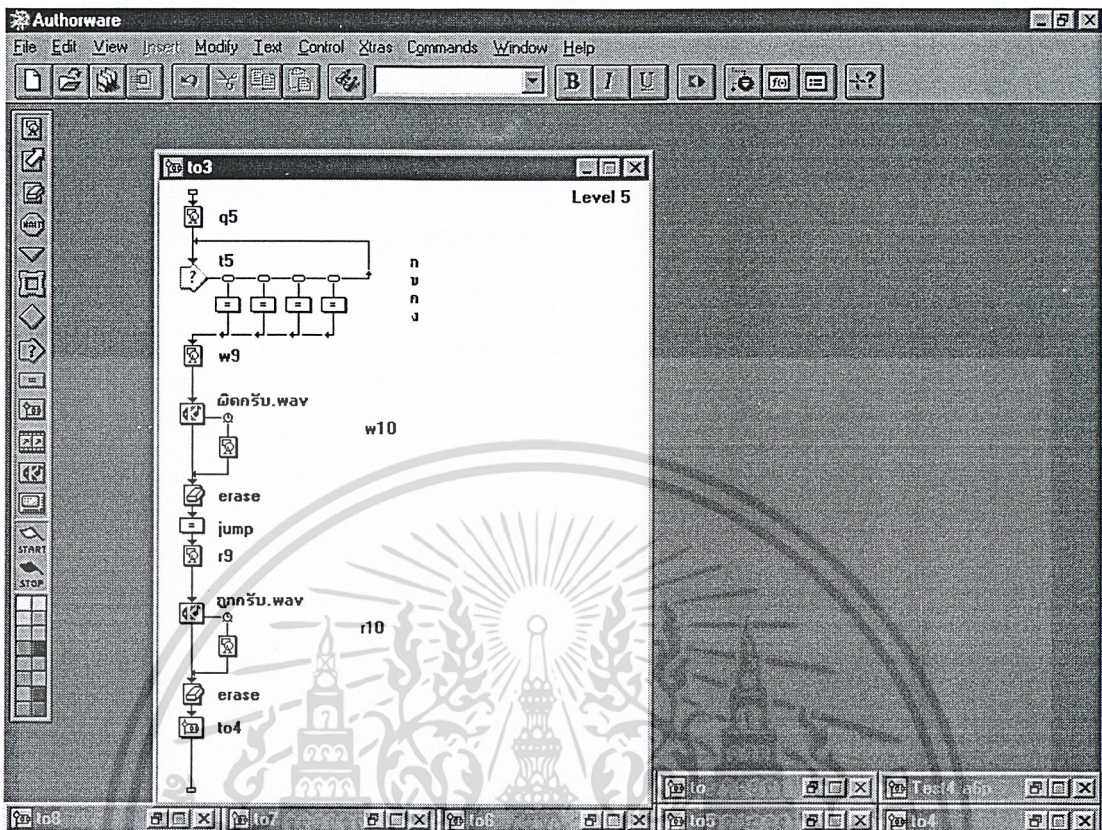 Authorware
File Edit View Insert Modify Text Control Xtras Commands Window Help
B I U
to3
Level 5
q5
t5
ก
ข
ค
ง
w9
ผิดครับ.wav
w10
erase
jump
r9
ถูกครับ.wav
r10
erase
to4
WAIT
START
STOP
to
Test4.a5p
to8
to7
to6
to5
to4